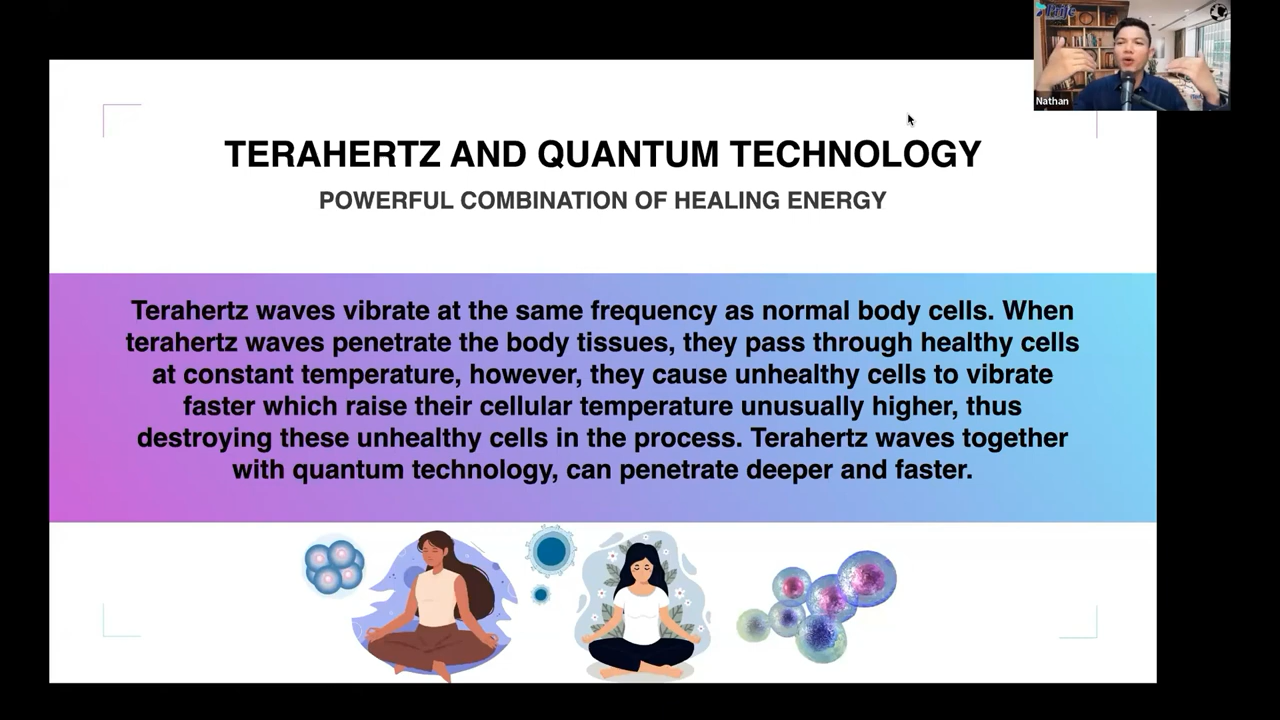 TERAHERTZ AND QUANTUM TECHNOLOGY
POWERFUL COMBINATION OF HEALING ENERGY
Terahertz waves vibrate at the same frequency as normal body cells. When
terahertz waves penetrate the body tissues, they pass through healthy cells
at constant temperature, however, they cause unhealthy cells to vibrate
faster which raise their cellular temperature unusually higher, thus
destroying these unhealthy cells in the process. Terahertz waves together
with quantum technology, can penetrate deeper and faster.
Nathan